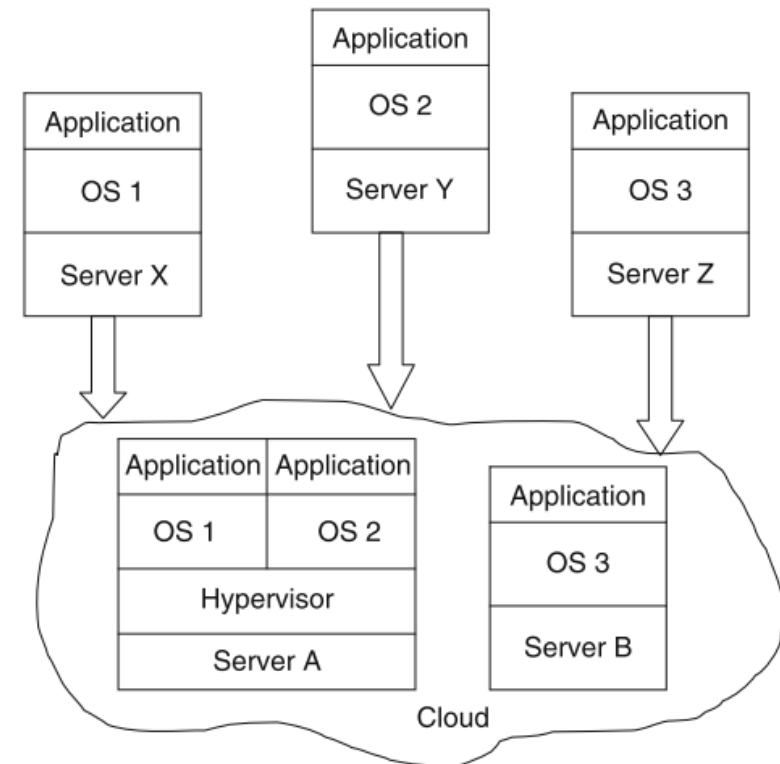 Application
OS 1
Server X
Application
OS 2
Server Y
Application
OS 3
Server Z
Application
Application
OS 1
OS 2
Hypervisor
Server A
Application
OS 3
Server B
Cloud